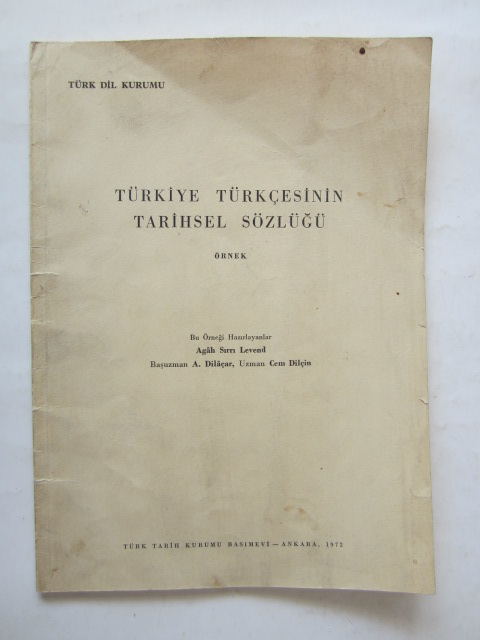 TÜRK DİL KURUMU
TÜRKİYE TÜRKÇESİNİN
TARİHSEL SÖZLÜĞÜ
ÖRNEK
Bu Örneği Hazırlayanlar
Agâh Sırrı Levend
Başuzman A. Dilâçar, Uzman Cem Dilçin
TÜRK TARİH KURUMU BASIMEVİ — ANKARA, 1972